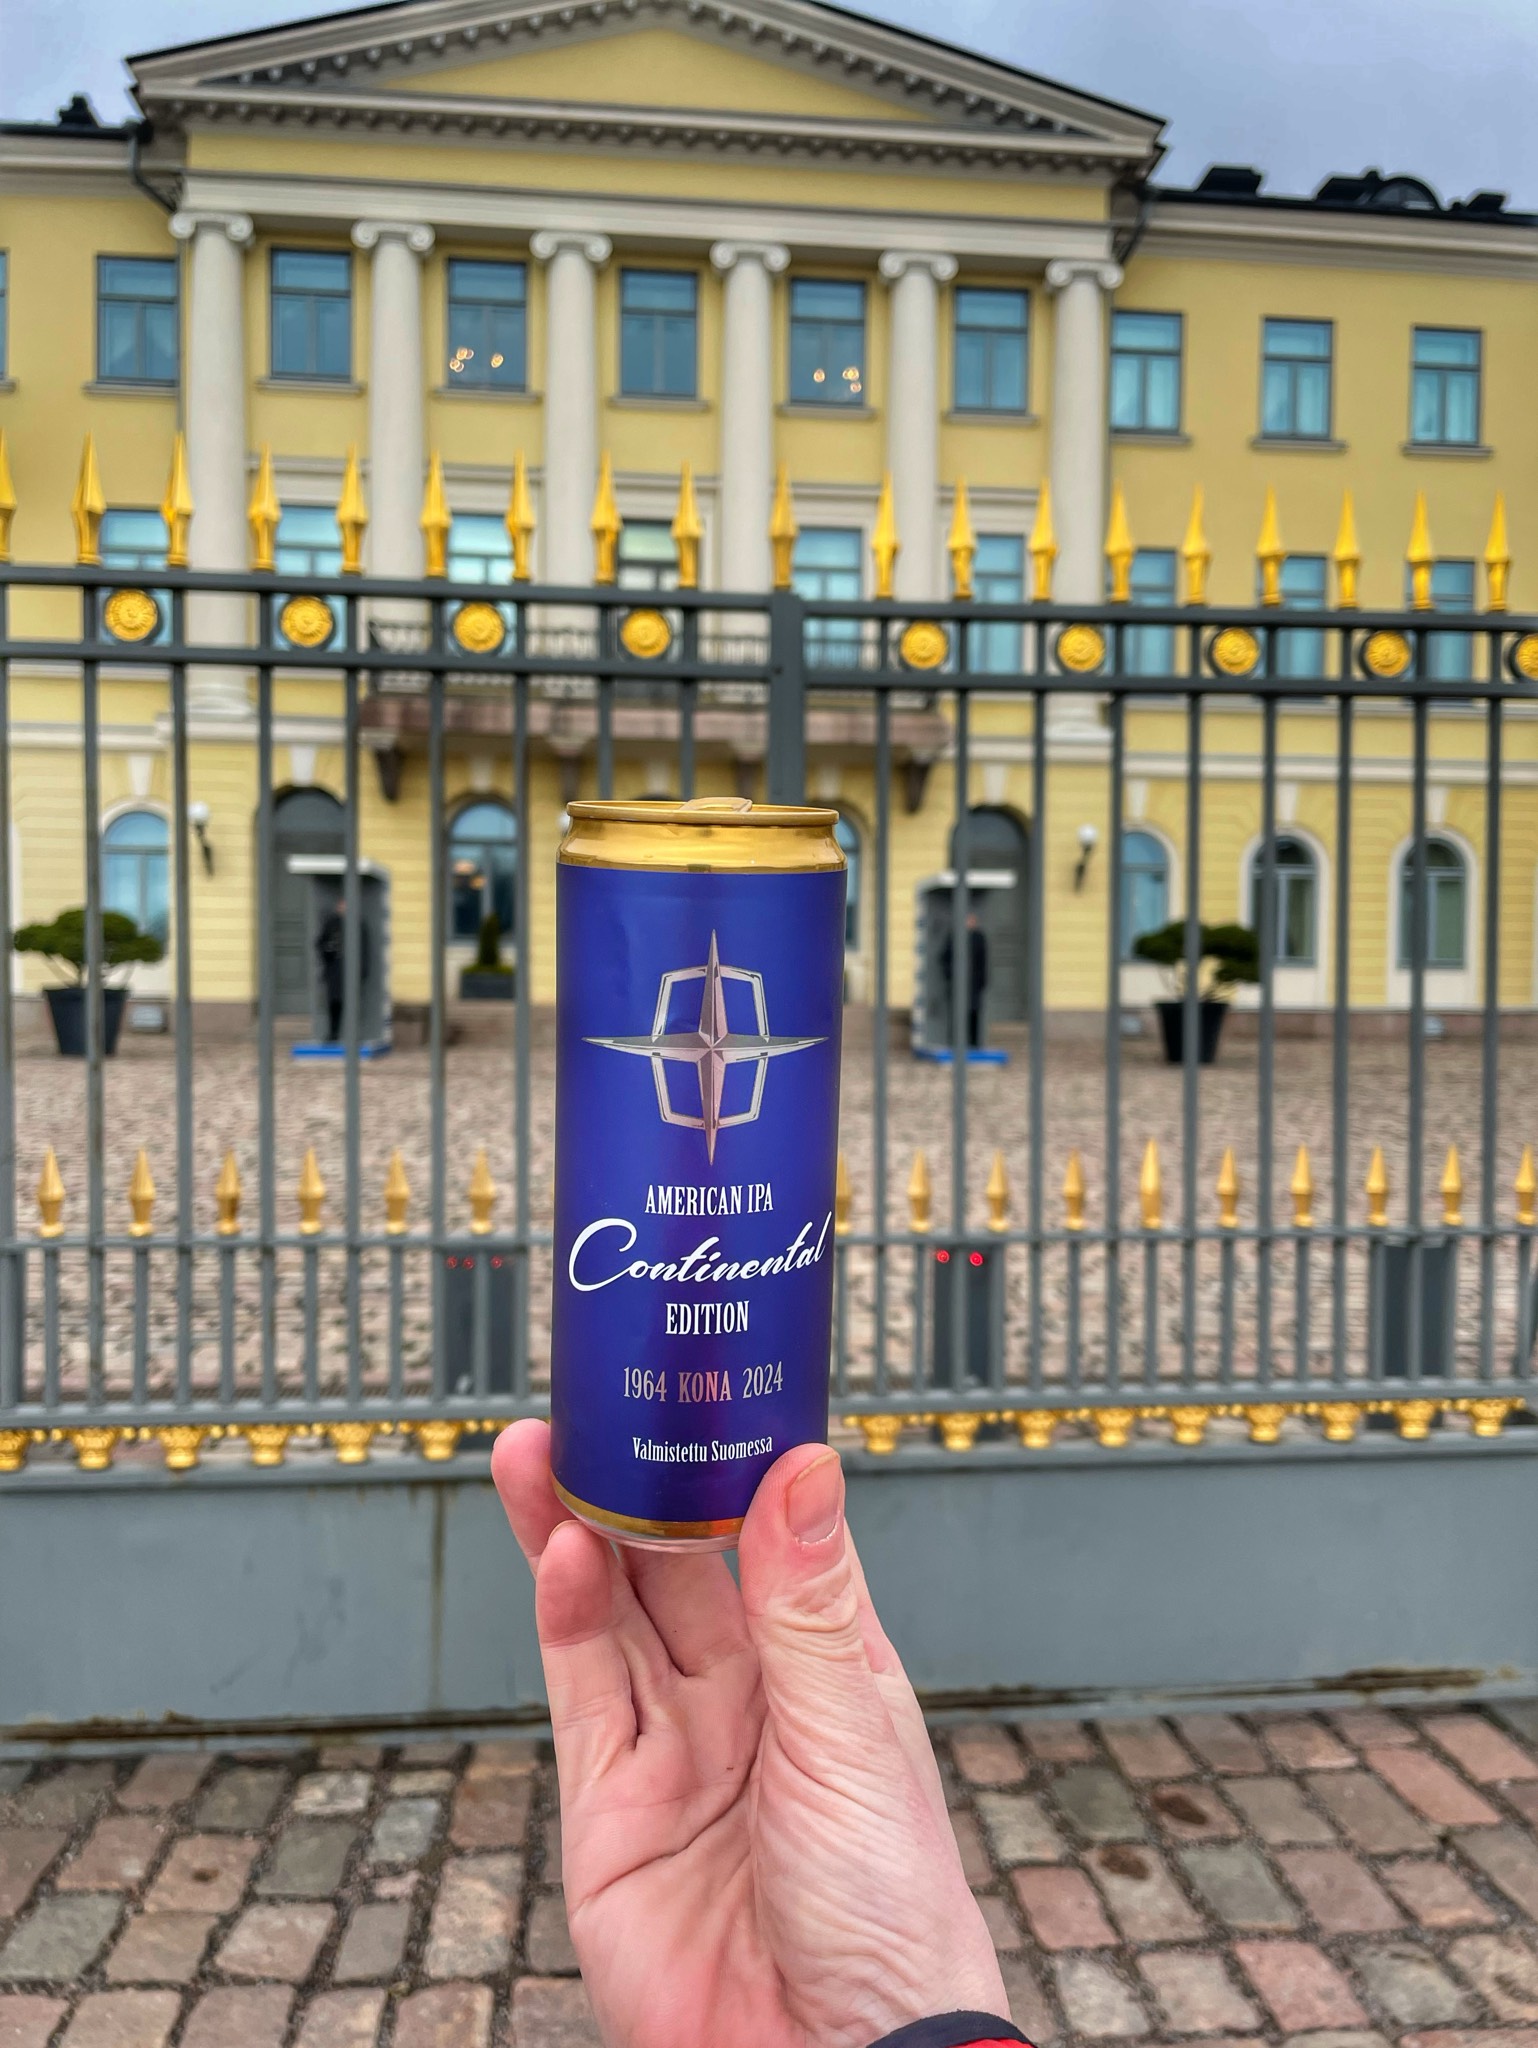 AMERICAN IPA
Continental
EDITION
1964 KONA 2024
Valmistettu Suomessa